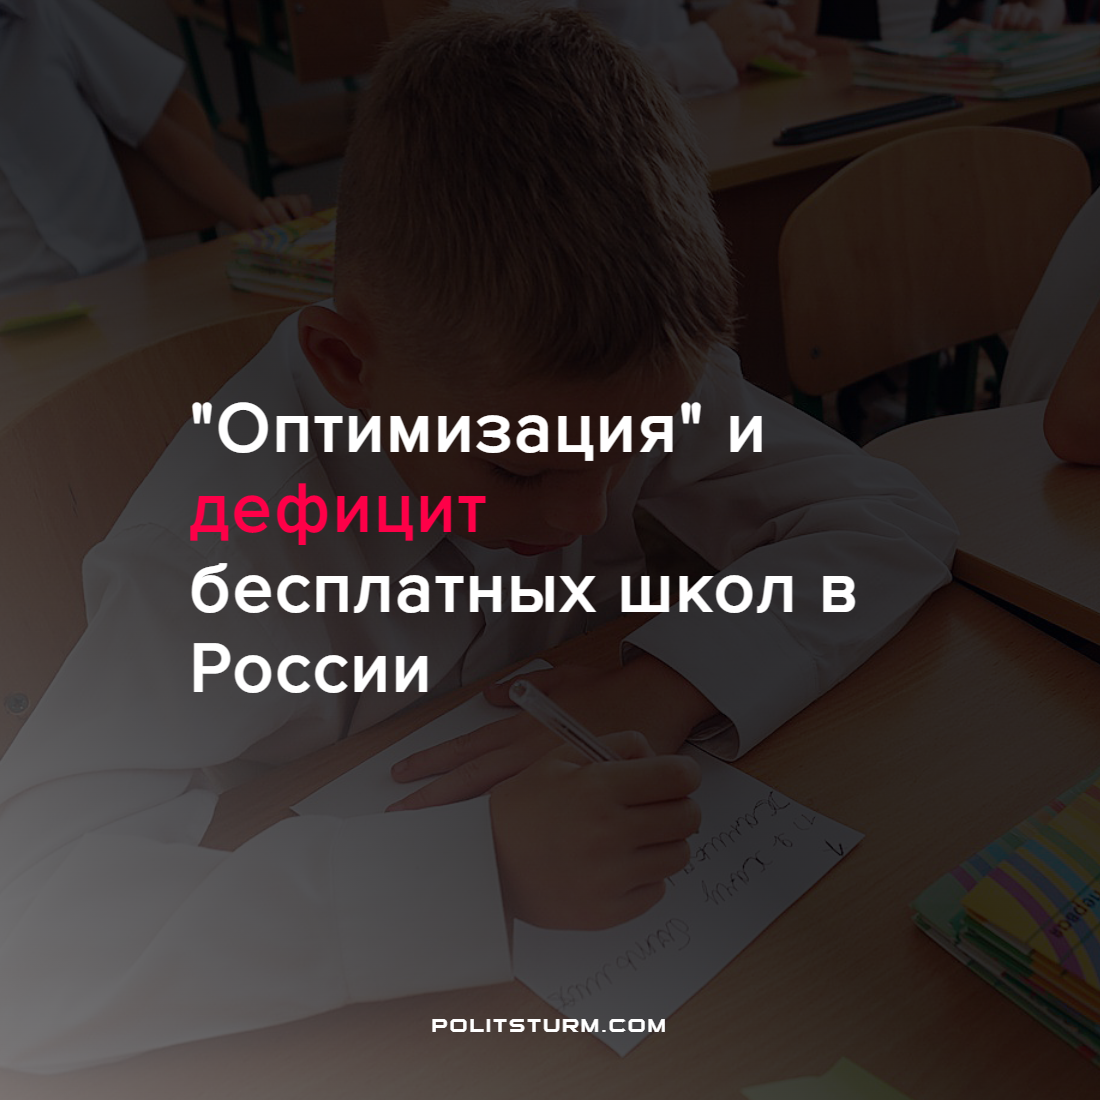 "Оптимизация" и
дефицит
бесплатных школ в
России
POLITSTURM.COM